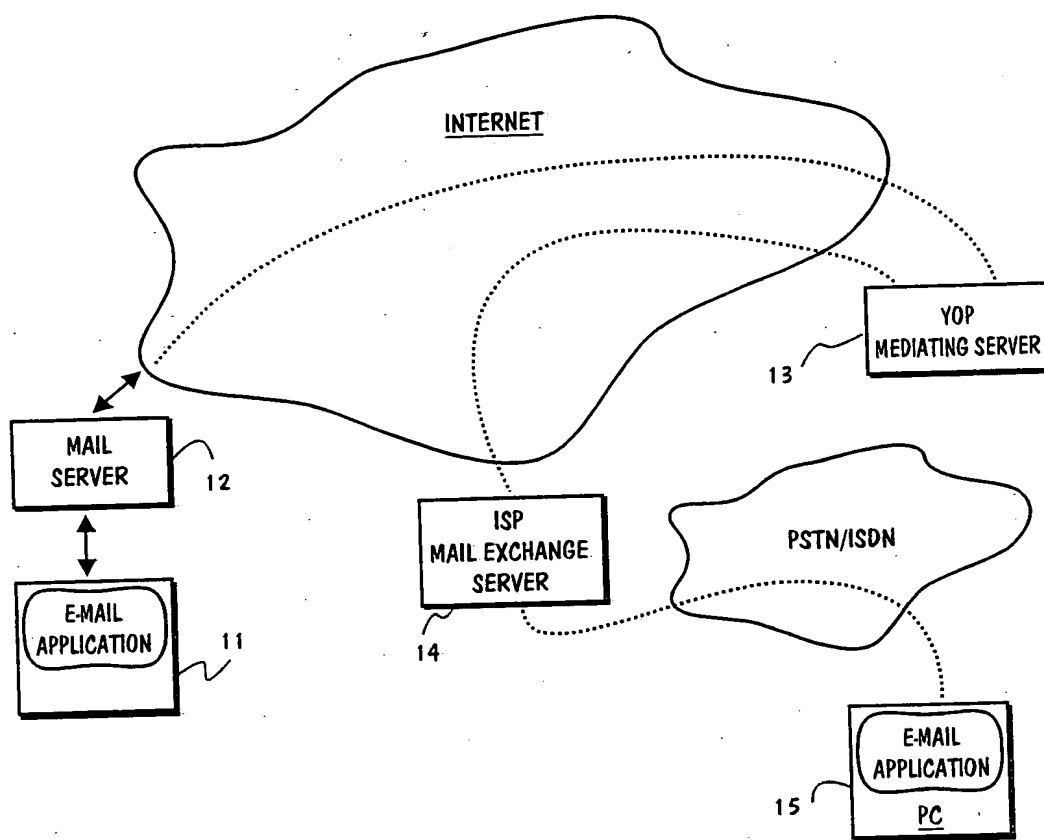 INTERNET
YOP
MEDIATING SERVER
13
MAIL
SERVER
12
ISP
MAIL EXCHANGE
SERVER
14
PSTN/ISDN
E-MAIL
APPLICATION
11
E-MAIL
APPLICATION
PC
15